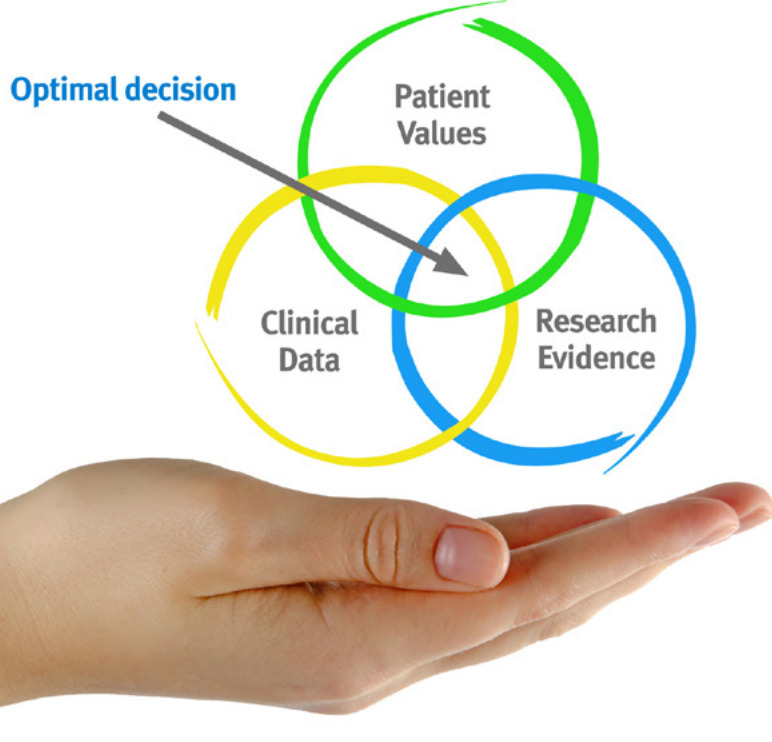 Optimal decision
Patient
Values
Clinical
Data
Research
Evidence